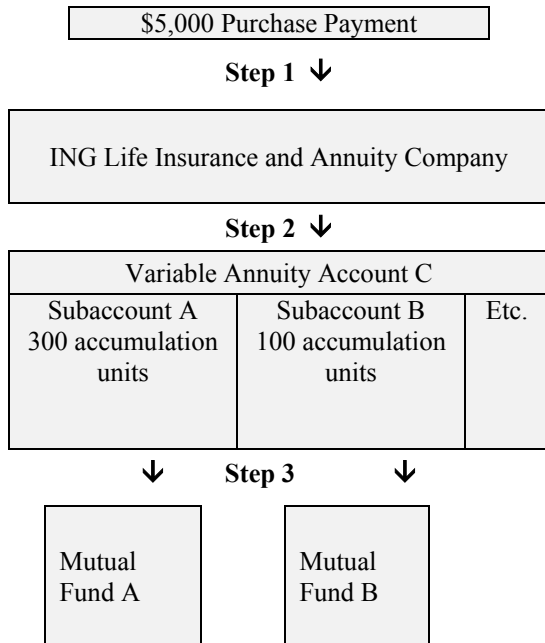 $5,000 Purchase Payment
Step 1 ↓
ING Life Insurance and Annuity Company
Step 2 ↓
Variable Annuity Account C
Subaccount A
300 accumulation
units
Subaccount B
100 accumulation
units
Etc.
↓ Step 3 ↓
Mutual
Fund A
Mutual
Fund B